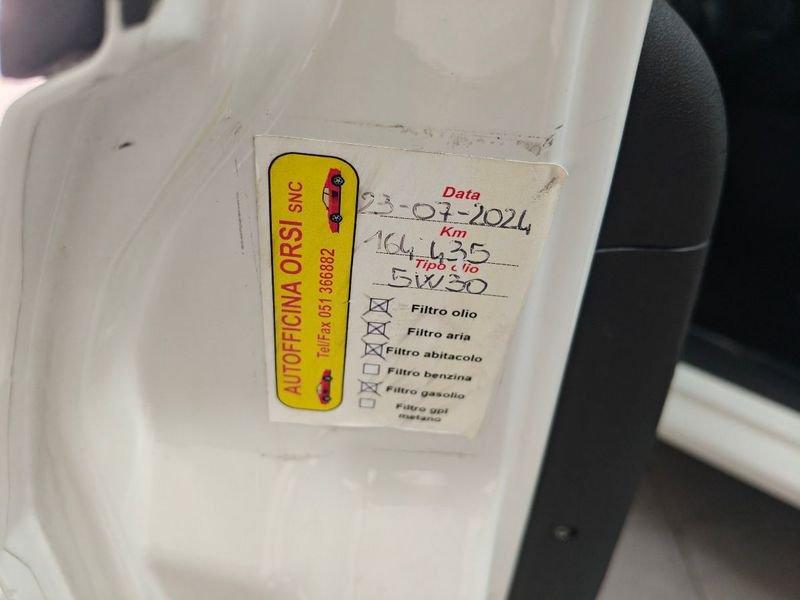 AUTOFFICINA ORSI SNC
Tel/Fax 051 366882
Data
23-07-2024
Km
164.435
Tipo olio
5W30
Filtro olio
Filtro aria
Filtro abitacolo
Filtro benzina
Filtro gasolio
Filtro gpl
metano